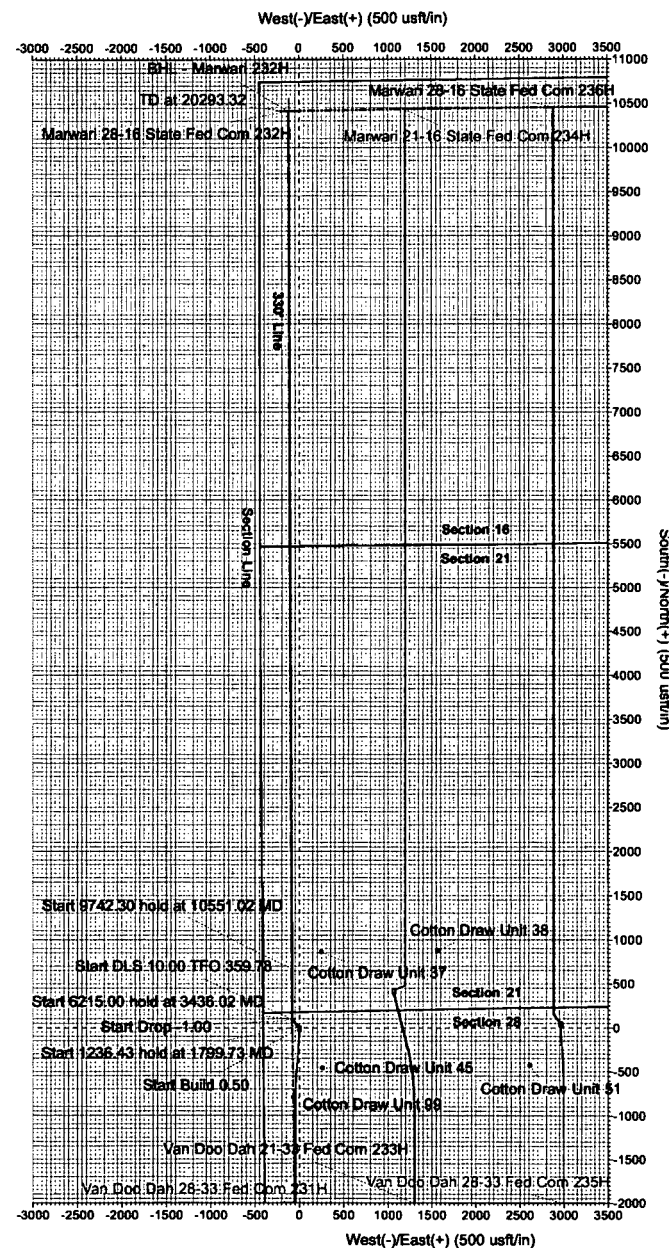 West(-)/East(+) (500 usft/in)
-3000 -2500 -2000 -1500 -1000 -500 0 500 1000 1500 2000 2500 3000 3500
11000
BHL - Marwari 232H
Marwari 28-16 State Fed Com 236H
TD at 20293.32
10500
Marwari 28-16 State Fed Com 232H
Marwari 21-16 State Fed Com 234H
10000
9500
9000
8500
330' Line
8000
7500
7000
6500
6000
Section 16
5500
Section 21
Section Line
South(-)/North(+) (500 usft/in)
5000
4500
4000
3500
3000
2500
2000
1500
Start 9742.30 hold at 10551.02 MD
Cotton Draw Unit 38
1000
Start DLS 10.00 TFO 359.78
Cotton Draw Unit 37
500
Section 21
Start 6215.00 hold at 3436.02 MD
Section 28
Start Drop -1.00
0
Start 1236.43 hold at 1799.73 MD
Cotton Draw Unit 45
-500
Start Build 0.50
Cotton Draw Unit 51
Cotton Draw Unit 99
-1000
Van Doo Dah 21-33 Fed Com 233H
-1500
Van Doo Dah 28-33 Fed Com 231H
Van Doo Dah 28-33 Fed Com 235H
-2000
-3000 -2500 -2000 -1500 -1000 -500 0 500 1000 1500 2000 2500 3000 3500
West(-)/East(+) (500 usft/in)